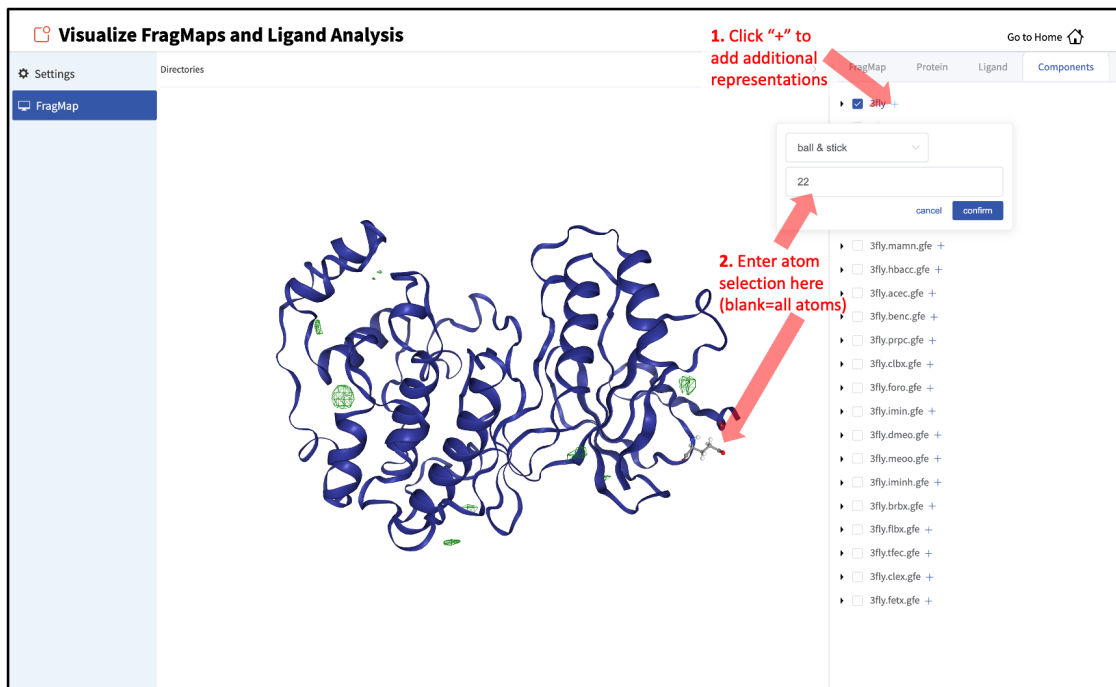 Visualize FragMaps and Ligand Analysis
Go to Home
Settings
FragMap
Directories
1. Click “+” to
add additional
representations
FragMap Protein Ligand Components
3fly +
ball & stick
22
cancel confirm
2. Enter atom
selection here
(blank=all atoms)
3fly.mamn.gfe +
3fly.hbacc.gfe +
3fly.acec.gfe +
3fly.benc.gfe +
3fly.prpc.gfe +
3fly.clbx.gfe +
3fly.foro.gfe +
3fly.imin.gfe +
3fly.dmeo.gfe +
3fly.meoo.gfe +
3fly.iminh.gfe +
3fly.brbx.gfe +
3fly.flbx.gfe +
3fly.tfec.gfe +
3fly.clex.gfe +
3fly.fetx.gfe +